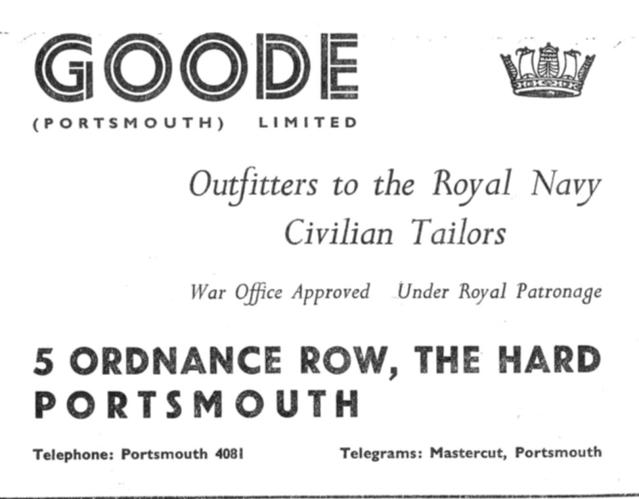 GOODE
(PORTSMOUTH) LIMITED
Outfitters to the Royal Navy
Civilian Tailors
War Office Approved Under Royal Patronage
5 ORDNANCE ROW, THE HARD
PORTSMOUTH
Telephone: Portsmouth 4081 Telegrams: Mastercut, Portsmouth